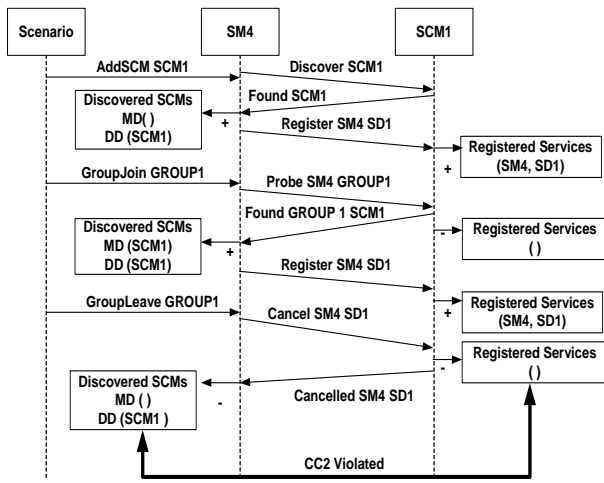 Scenario
SM4
SCM1
AddSCM SCM1
Discover SCM1
Found SCM1
Discovered SCMs
MD( )
DD (SCM1)
+
Register SM4 SD1
Registered Services
(SM4, SD1)
+
GroupJoin GROUP1
Probe SM4 GROUP1
Found GROUP 1 SCM1
Discovered SCMs
MD (SCM1)
DD (SCM1)
+
-
Registered Services
( )
Register SM4 SD1
Registered Services
(SM4, SD1)
+
GroupLeave GROUP1
Cancel SM4 SD1
Registered Services
( )
-
Discovered SCMs
MD ( )
DD (SCM1 )
-
Cancelled SM4 SD1
CC2 Violated